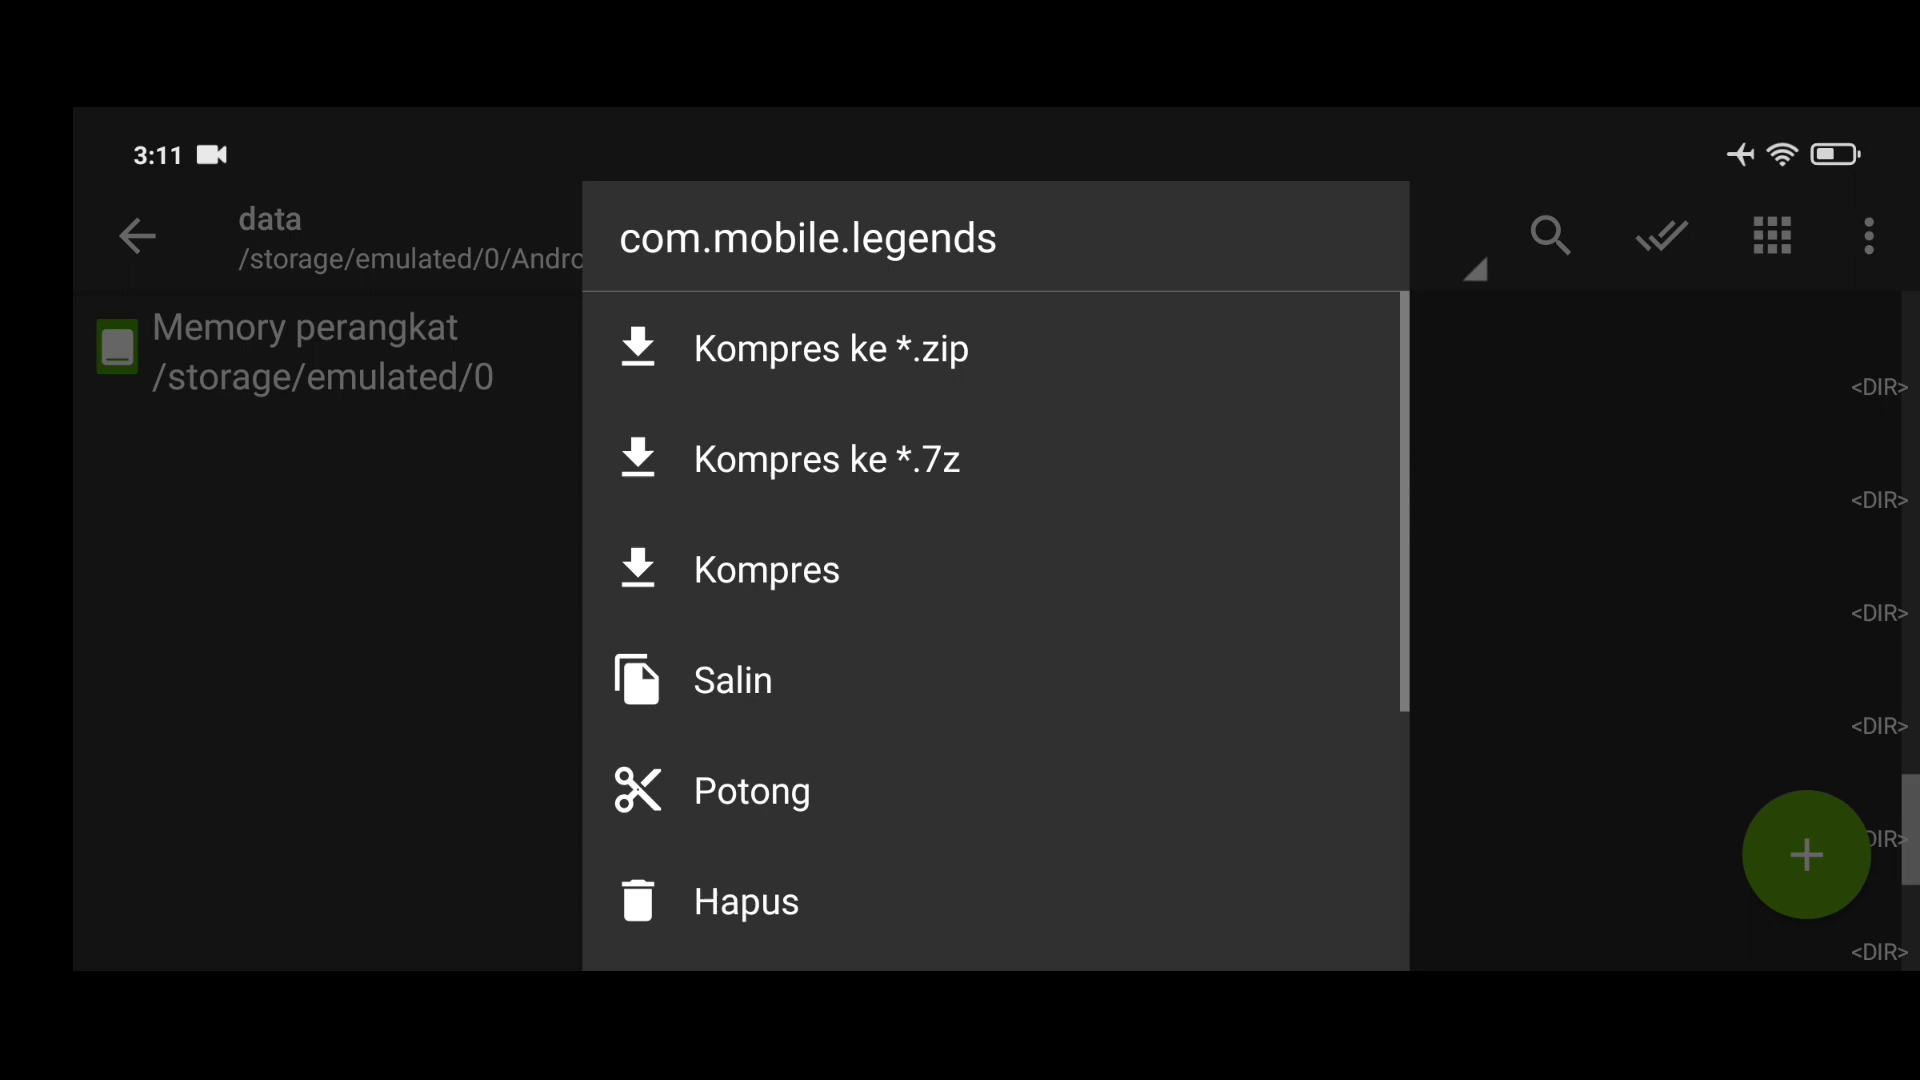 3:11
data
/storage/emulated/0/Andro
Memory perangkat
/storage/emulated/0
com.mobile.legends
Kompres ke *.zip
Kompres ke *.7z
Kompres
Salin
Potong
Hapus
<DIR>
<DIR>
<DIR>
<DIR>
DIR>
<DIR>